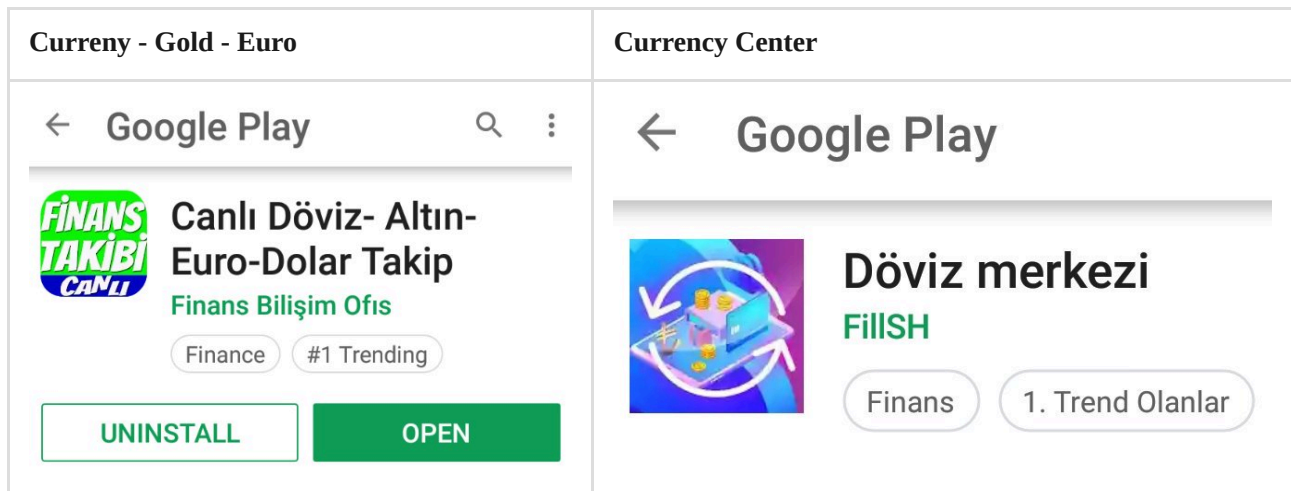 Curreny - Gold - Euro
Currency Center
Google Play
FİNANS
TAKİBİ
CANLI
Canlı Döviz- Altın-
Euro-Dolar Takip
Finans Bilişim Ofıs
Finance
#1 Trending
UNINSTALL
OPEN
Google Play
Döviz merkezi
FillSH
Finans
1. Trend Olanlar